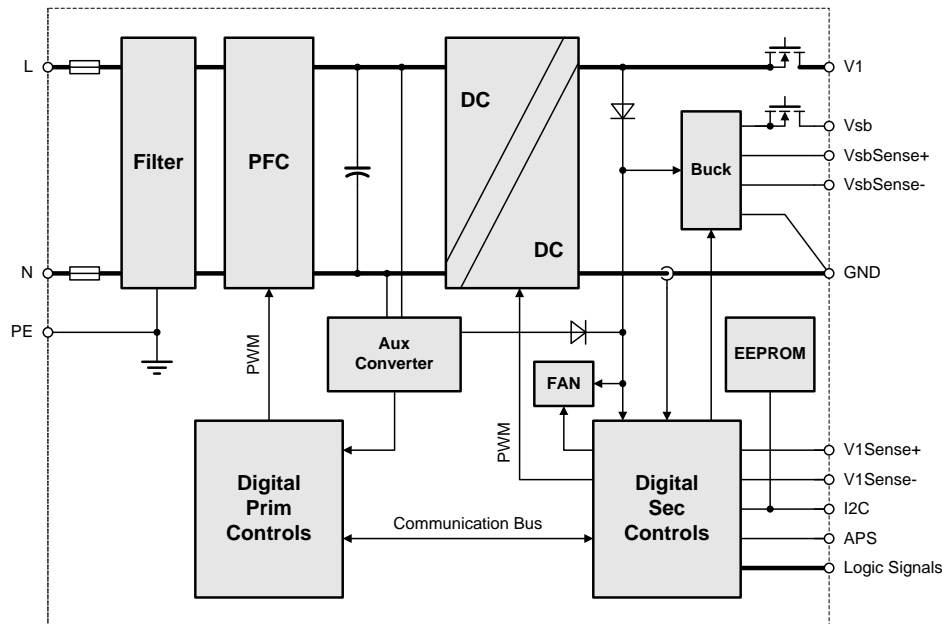 L
N
PE
Filter
PFC
DC
DC
V1
Vsb
VsbSense+
VsbSense-
Buck
GND
Aux
Converter
PWM
FAN
EEPROM
PWM
Digital
Prim
Controls
Communication Bus
Digital
Sec
Controls
V1Sense+
V1Sense-
I2C
APS
Logic Signals